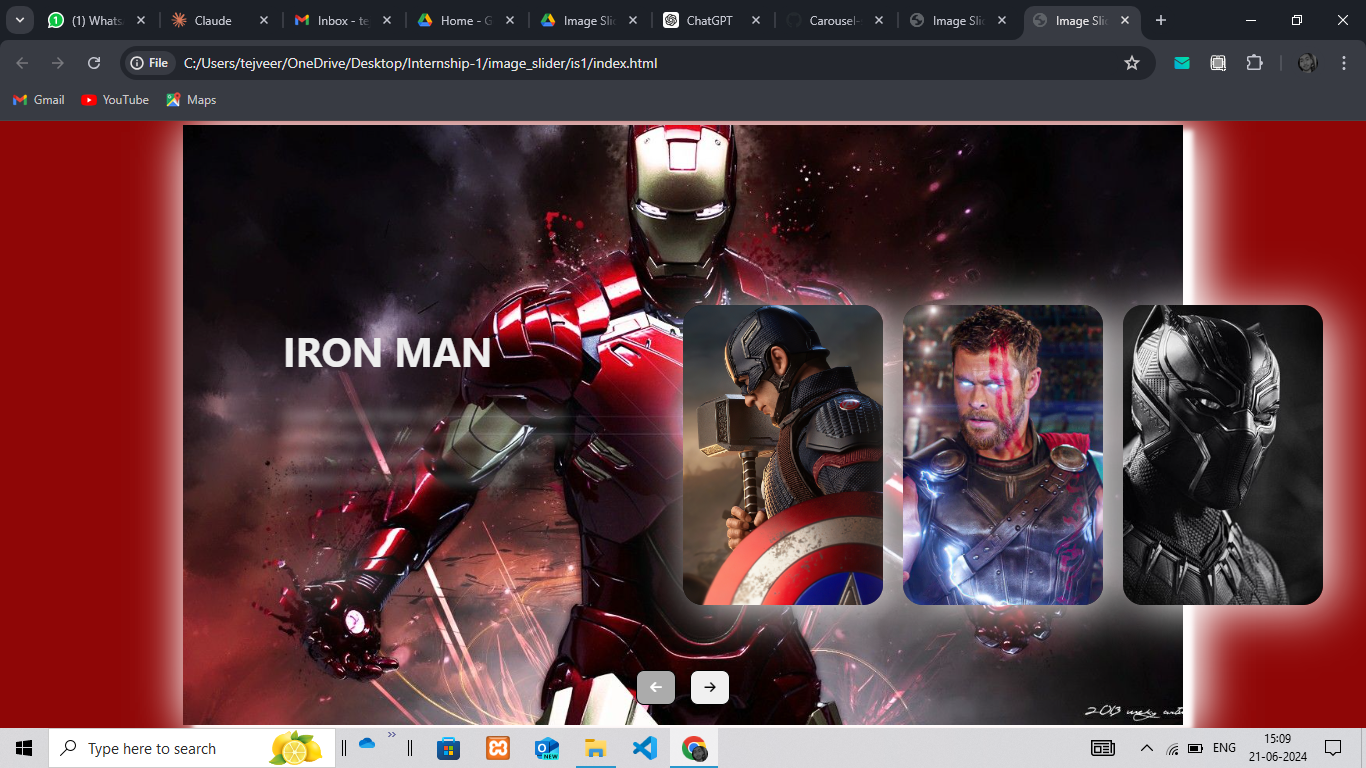 (1) Whats
Claude
Inbox - te
Home - G
Image Slid
ChatGPT
Carousel-
Image Slid
Image Slid
File
C:/Users/tejveer/OneDrive/Desktop/Internship-1/image_slider/is1/index.html
Gmail
YouTube
Maps
IRON MAN
2013
Type here to search
NEW
ENG
15:09
21-06-2024